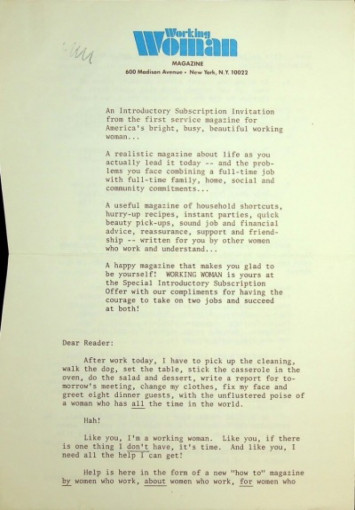 Working
Woman
MAGAZINE
600 Madison Avenue • New York, N.Y. 10022
An Introductory Subscription Invitation
from the first service magazine for
America's bright, busy, beautiful working
woman...
A realistic magazine about life as you
actually lead it today -- and the prob-
lems you face combining a full-time job
with full-time family, home, social and
community commitments...
A useful magazine of household shortcuts,
hurry-up recipes, instant parties, quick
beauty pick-ups, sound job and financial
advice, reassurance, support and friend-
ship -- written for you by other women
who work and understand...
A happy magazine that makes you glad to
be yourself! WORKING WOMAN is yours at
the Special Introductory Subscription
Offer with our compliments for having the
courage to take on two jobs and succeed
at both!
Dear Reader:
After work today, I have to pick up the cleaning,
walk the dog, set the table, stick the casserole in the
oven, do the salad and dessert, write a report for to-
morrow's meeting, change my clothes, fix my face and
greet eight dinner guests, with the unflustered poise of
a woman who has all the time in the world.
Hah!
Like you, I'm a working woman. Like you, if there
is one thing I don't have, it's time. And like you, I
need all the help I can get!
Help is here in the form of a new "how to" magazine
by women who work, about women who work, for women who